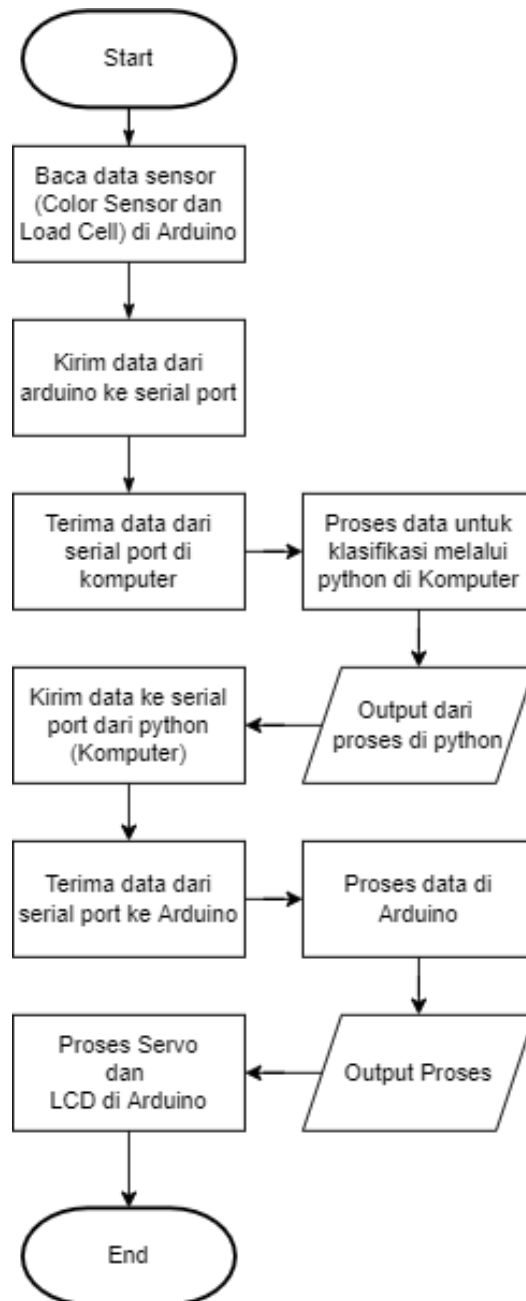 Start
Baca data sensor
(Color Sensor dan
Load Cell) di Arduino
Kirim data dari
arduino ke serial port
Terima data dari
serial port di
komputer
Proses data untuk
klasifikasi melalui
python di Komputer
Output dari
proses di python
Kirim data ke serial
port dari python
(Komputer)
Terima data dari
serial port ke Arduino
Proses data di
Arduino
Output Proses
Proses Servo
dan
LCD di Arduino
End